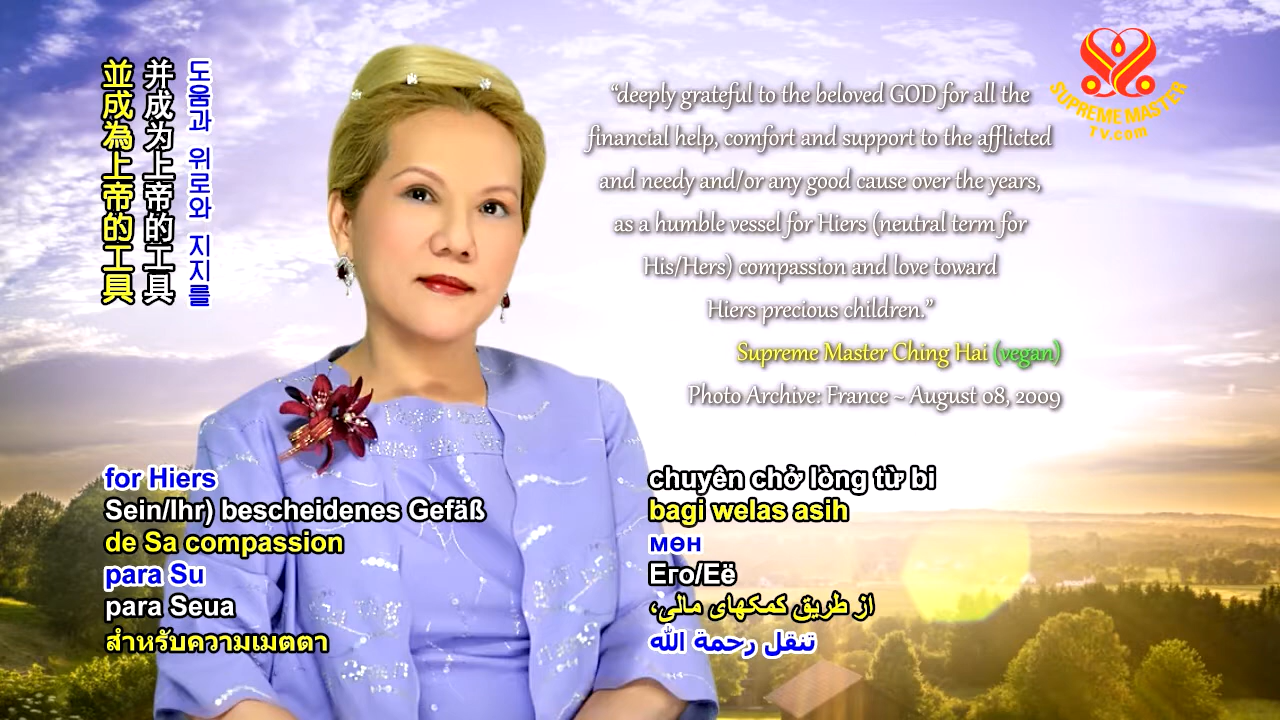 並成為上帝的工具
并成为上帝的工具
도움과 위로와 지지를
“deeply grateful to the beloved GOD for all the
financial help, comfort and support to the afflicted
and needy and/or any good cause over the years,
as a humble vessel for Hiers (neutral term for
His/Hers) compassion and love toward
Hiers precious children.”
Supreme Master Ching Hai (vegan)
Photo Archive: France ~ August 08, 2009
SUPREME MASTER
TV.com
for Hiers
Sein/Ihr) bescheidenes Gefäß
de Sa compassion
para Su
para Seua
สำหรับความเมตตา
chuyên chở lòng từ bi
bagi welas asih
мөн
Его/Её
از طریق کمکهای مالی،
تنقل رحمة الله